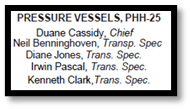 PRESSURE VESSELS, PHH-25
Duane Cassidy, Chief.
Neil Benninghoven, Transp. Spec
Diane Jones, Trans. Spec.
Irwin Pascal, Trans. Spec.
Kenneth Clark,Trans. Spec.